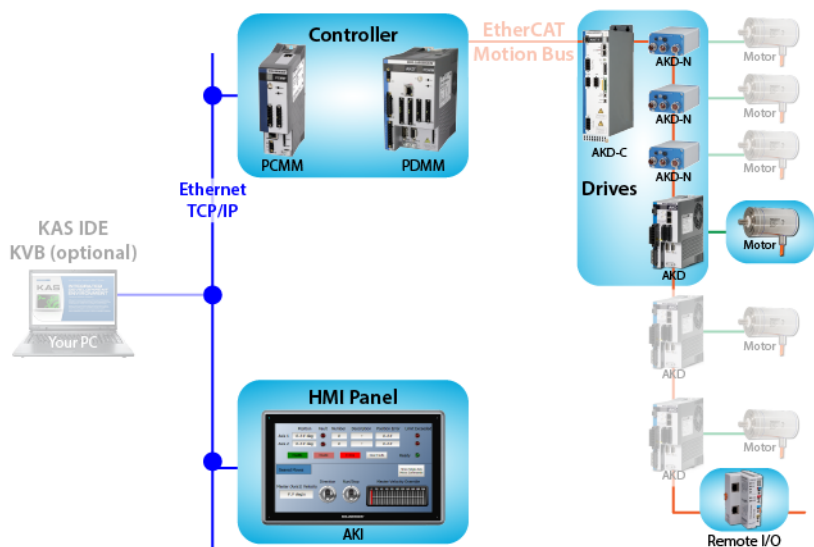 Controller
PCMM
PDMM
EtherCAT
Motion Bus
AKD-C
AKD-N
AKD-N
AKD-N
Drives
AKD
Motor
Motor
Motor
Motor
Ethernet
TCP/IP
KAS IDE
KVB (optional)
KAS
Your PC
AKD
Motor
AKD
Motor
HMI Panel
AKI
Remote I/O